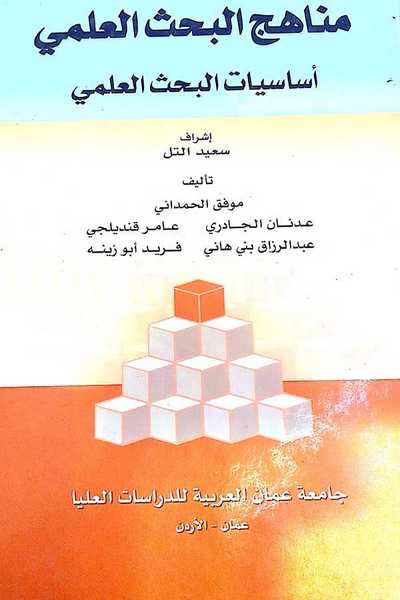 مناهج البحث العلمي
أساسيات البحث العلمي
إشراف
سعيد التل
تأليف
موفق الحمداني
عدنان الجادري عامر قنديلجي
عبدالرزاق بني هاني فريد أبو زينه
جامعة عمان العربية للدراسات العليا
عمان - الأردن